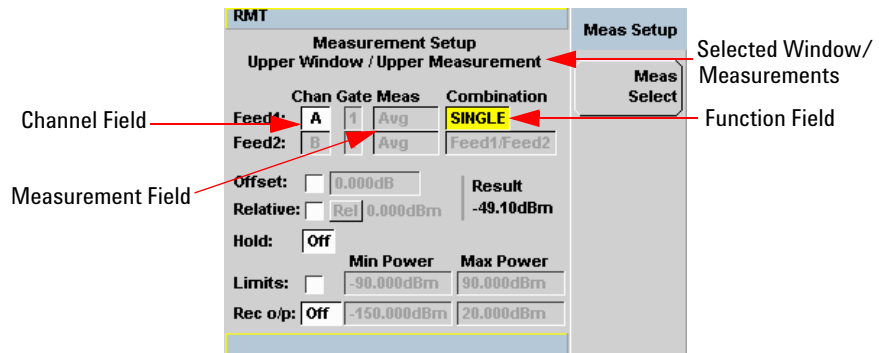 RMT
Meas Setup
Measurement Setup
Upper Window / Upper Measurement
Selected Window/
Measurements
Meas
Select
Chan Gate Meas Combination
Channel Field
Feed1: A 1 Avg SINGLE
Function Field
Feed2: B Avg Feed1/Feed2
Measurement Field
Offset: 0.000dB
Result
Relative: Rel 0.000dBm
-49.10dBm
Hold: Off
Min Power Max Power
Limits: -90.000dBm 90.000dBm
Rec o/p: Off -150.000dBm 20.000dBm